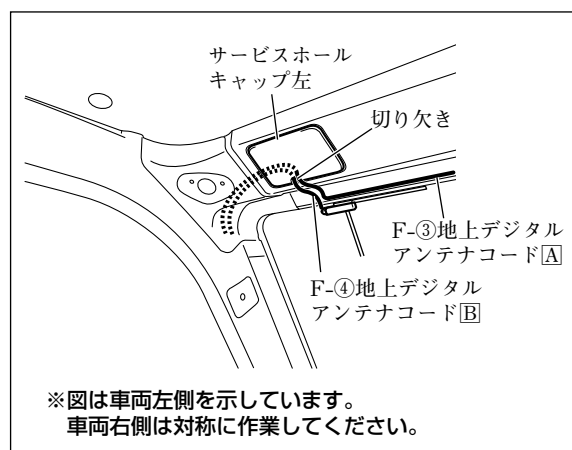 サービスホール
キャップ左
切り欠き
F-③地上デジタル
アンテナコードA
F-④地上デジタル
アンテナコードB
※図は車両左側を示しています。
車両右側は対称に作業してください。